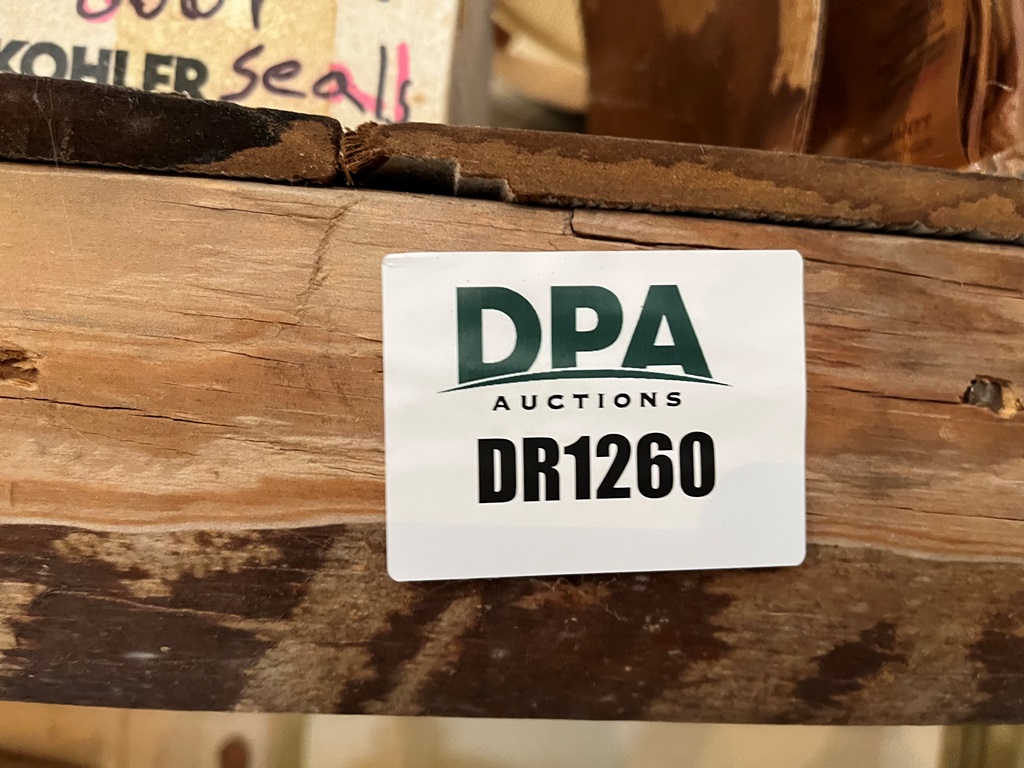 KOHLER seals
DPA
AUCTIONS
DR1260